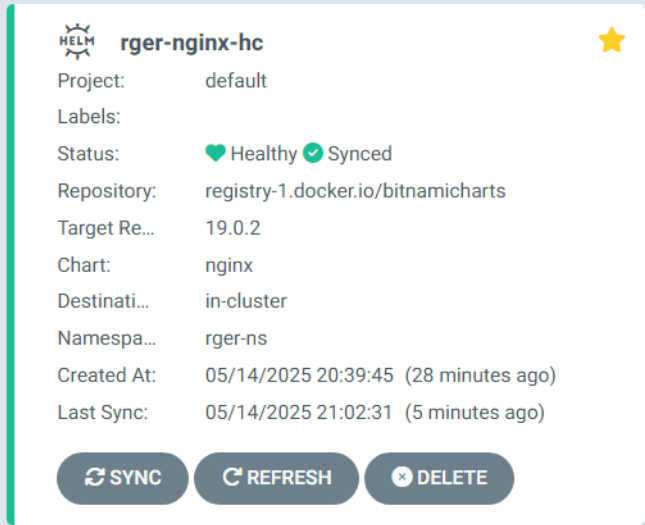 HELM rger-nginx-hc
Project: default
Labels:
Status: Healthy Synced
Repository: registry-1.docker.io/bitnamicharts
Target Re... 19.0.2
Chart: nginx
Destinati... in-cluster
Namespa... rger-ns
Created At: 05/14/2025 20:39:45 (28 minutes ago)
Last Sync: 05/14/2025 21:02:31 (5 minutes ago)
SYNC REFRESH DELETE